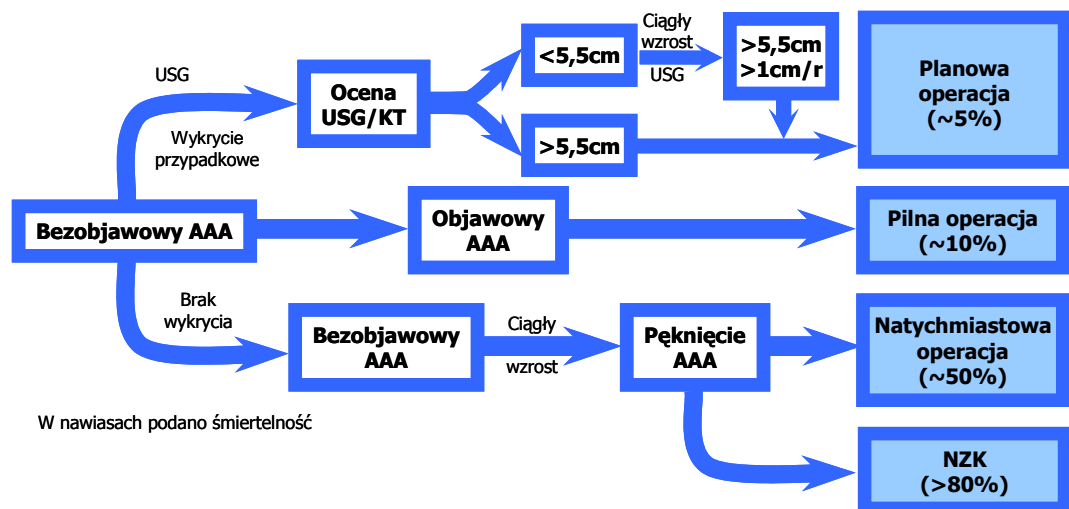 USG
Wykrycie
przypadkowe
Ocena
USG/KT
<5,5cm
Ciągły
wzrost
USG
>5,5cm
>1cm/r
>5,5cm
Planowa
operacja
(~5%)
Bezobjawowy AAA
Objawowy
AAA
Pilna operacja
(~10%)
Brak
wykrycia
Bezobjawowy
AAA
Ciągły
wzrost
Pęknięcie
AAA
Natychmiastowa
operacja
(~50%)
NZK
(>80%)
W nawiasach podano śmiertelność